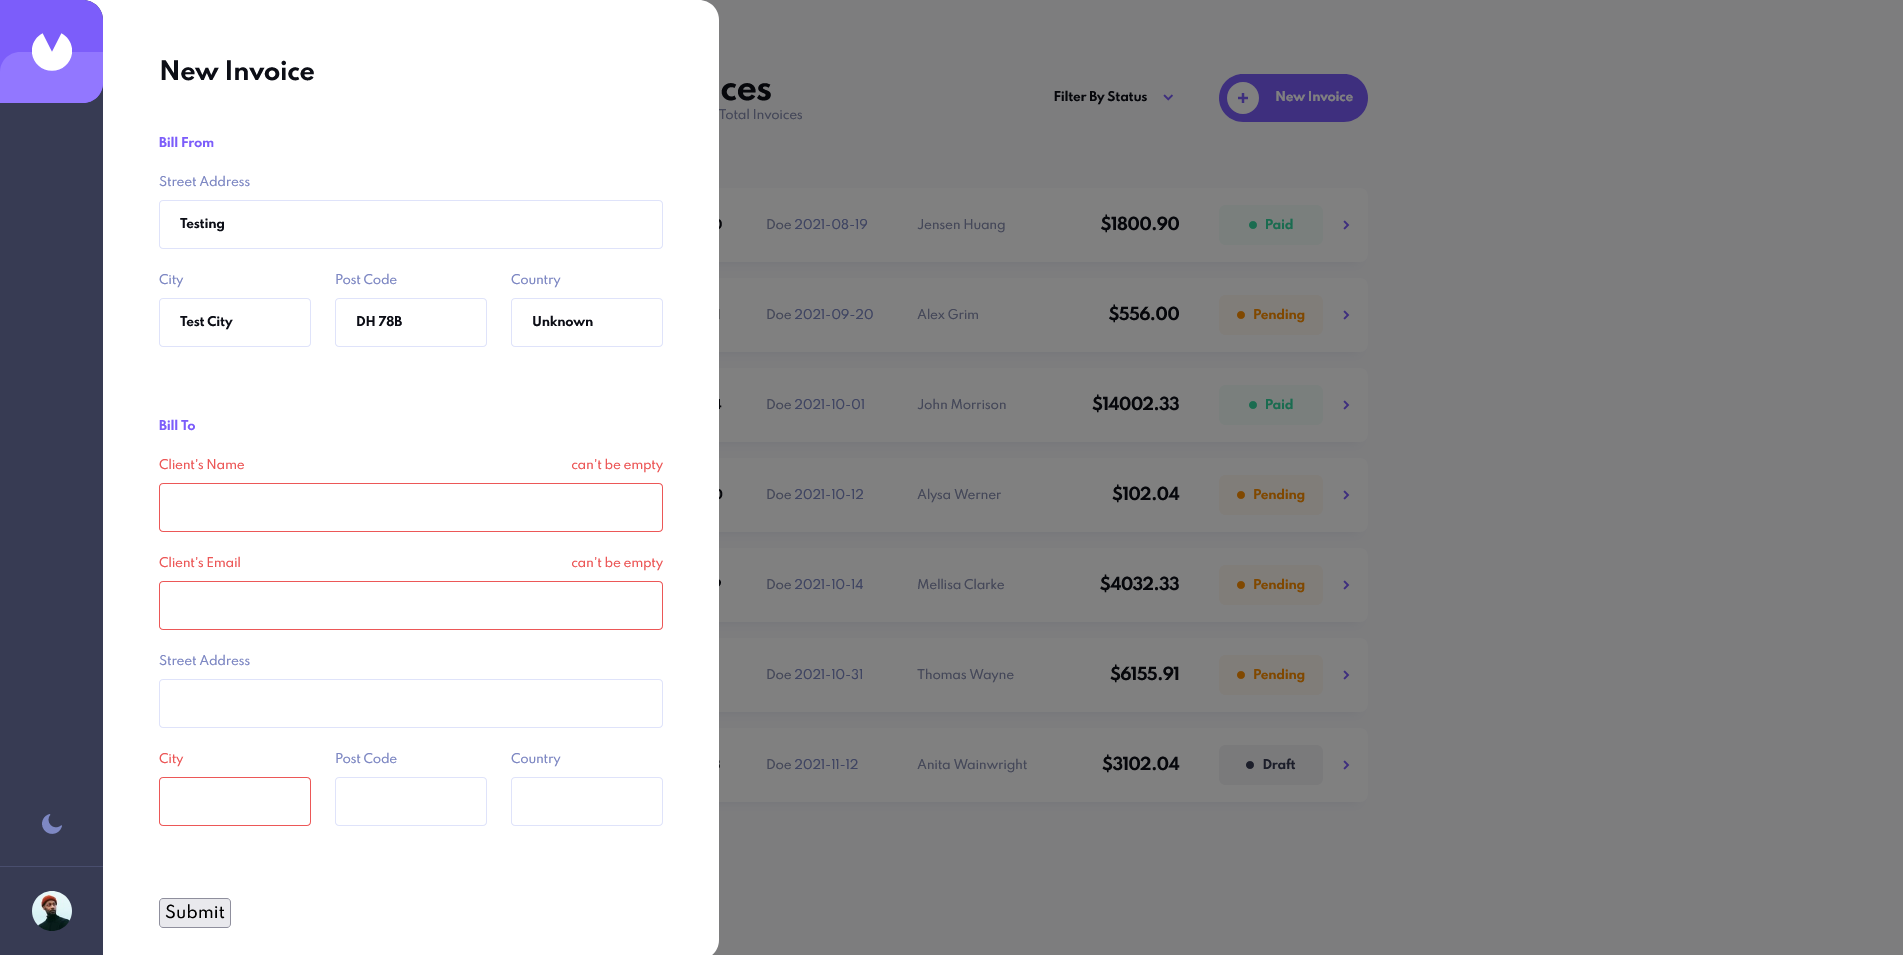 New Invoice
Bill From
Street Address
Testing
City Post Code Country
Test City DH 78B Unknown
Bill To
Client's Name can't be empty
Client's Email can't be empty
Street Address
City Post Code Country
Submit
ces
Total Invoices
Filter By Status
+ New Invoice
Doe 2021-08-19 Jensen Huang $1800.90 Paid
Doe 2021-09-20 Alex Grim $556.00 Pending
Doe 2021-10-01 John Morrison $14002.33 Paid
Doe 2021-10-12 Alysa Werner $102.04 Pending
Doe 2021-10-14 Mellisa Clarke $4032.33 Pending
Doe 2021-10-31 Thomas Wayne $6155.91 Pending
Doe 2021-11-12 Anita Wainwright $3102.04 Draft